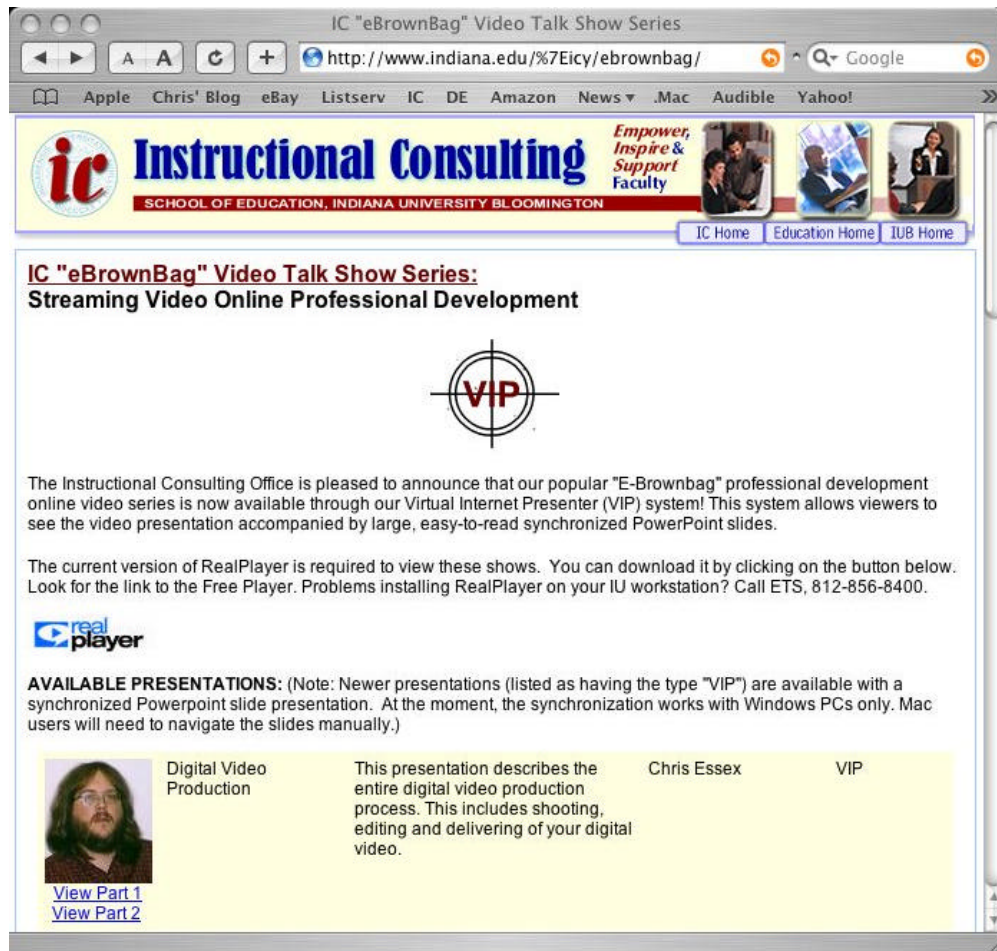 IC "eBrownBag" Video Talk Show Series
A A C + http://www.indiana.edu/%7Eicy/ebrownbag/ Q Google
Apple Chris' Blog eBay Listserv IC DE Amazon News .Mac Audible Yahoo!
ic
Instructional Consulting
SCHOOL OF EDUCATION, INDIANA UNIVERSITY BLOOMINGTON
Empower,
Inspire &
Support
Faculty
IC Home Education Home IUB Home
IC "eBrownBag" Video Talk Show Series:
Streaming Video Online Professional Development
VIP
The Instructional Consulting Office is pleased to announce that our popular "E-Brownbag" professional development
online video series is now available through our Virtual Internet Presenter (VIP) system! This system allows viewers to
see the video presentation accompanied by large, easy-to-read synchronized PowerPoint slides.
The current version of RealPlayer is required to view these shows. You can download it by clicking on the button below.
Look for the link to the Free Player. Problems installing RealPlayer on your IU workstation? Call ETS, 812-856-8400.
real
player
AVAILABLE PRESENTATIONS: (Note: Newer presentations (listed as having the type "VIP") are available with a
synchronized Powerpoint slide presentation. At the moment, the synchronization works with Windows PCs only. Mac
users will need to navigate the slides manually.)
View Part 1
View Part 2
Digital Video
Production
This presentation describes the
entire digital video production
process. This includes shooting,
editing and delivering of your digital
video.
Chris Essex
VIP